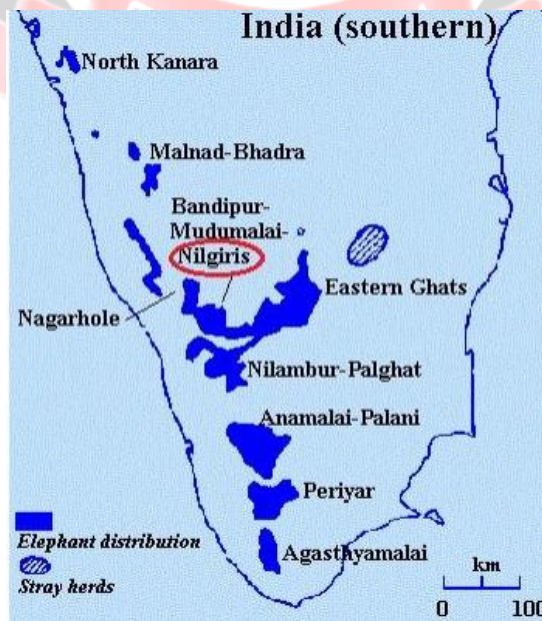 India (southern)
North Kanara
Malnad-Bhadra
Bandipur-
Mudumalai-
Nilgiris
Eastern Ghats
Nagarhole
Nilambur-Palghat
Anamalai-Palani
Periyar
Elephant distribution
Agasthyamalai
Stray herds
km
0 100